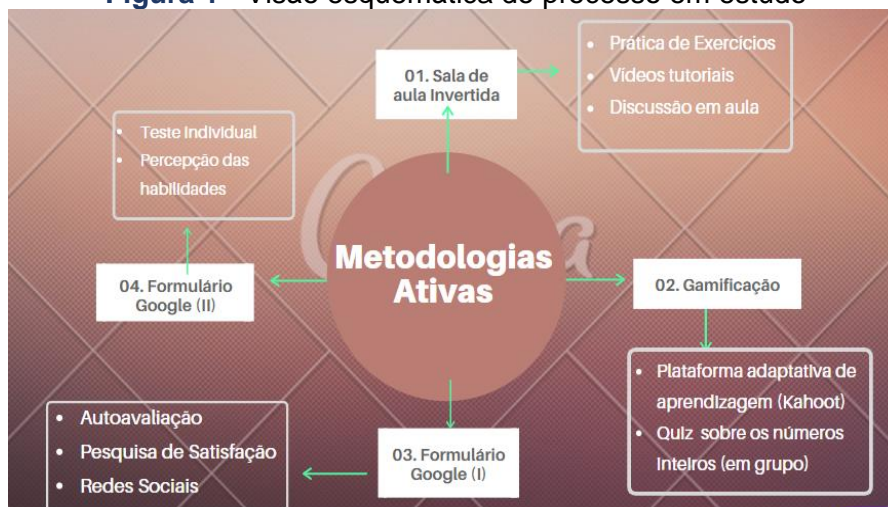 Figura 1 - Visão esquemática do processo em estudo
01. Sala de
aula Invertida
• Prática de Exercícios
• Vídeos tutoriais
• Discussão em aula
• Teste Individual
• Percepção das
habilidades
Canva
Metodologias
Ativas
04. Formulário
Google (II)
02. Gamificação
• Plataforma adaptativa de
aprendizagem (Kahoot)
• Quiz sobre os números
Inteiros (em grupo)
• Autoavaliação
• Pesquisa de Satisfação
• Redes Sociais
03. Formulário
Google (I)